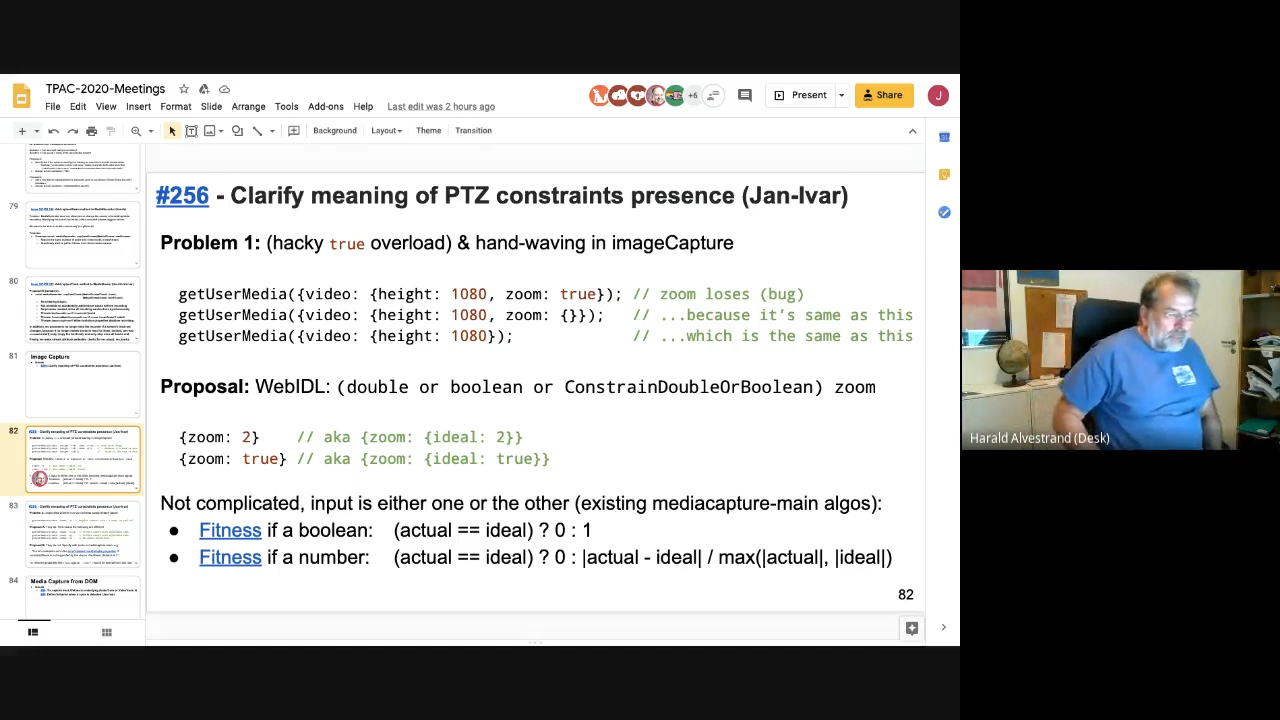 TPAC-2020-Meetings
File Edit View Insert Format Slide Arrange Tools Add-ons Help Last edit was 2 hours ago
+6
Present
Share
J
Background Layout Theme Transition
79
80
81
Image Capture
82
83
84
Media Capture from DOM
#256 - Clarify meaning of PTZ constraints presence (Jan-Ivar)
Problem 1: (hacky true overload) & hand-waving in imageCapture
getUserMedia({video: {height: 1080, zoom: true}}); // zoom loses (bug)
getUserMedia({video: {height: 1080, zoom: {}}}); // ...because it's same as this
getUserMedia({video: {height: 1080}); // ...which is the same as this
Proposal: WebIDL: (double or boolean or ConstrainDoubleOrBoolean) zoom
{zoom: 2} // aka {zoom: {ideal: 2}}
{zoom: true} // aka {zoom: {ideal: true}}
Not complicated, input is either one or the other (existing mediacapture-main algos):
● Fitness if a boolean: (actual == ideal) ? 0 : 1
● Fitness if a number: (actual == ideal) ? 0 : |actual - ideal| / max(|actual|, |ideal|)
82
Harald Alvestrand (Desk)